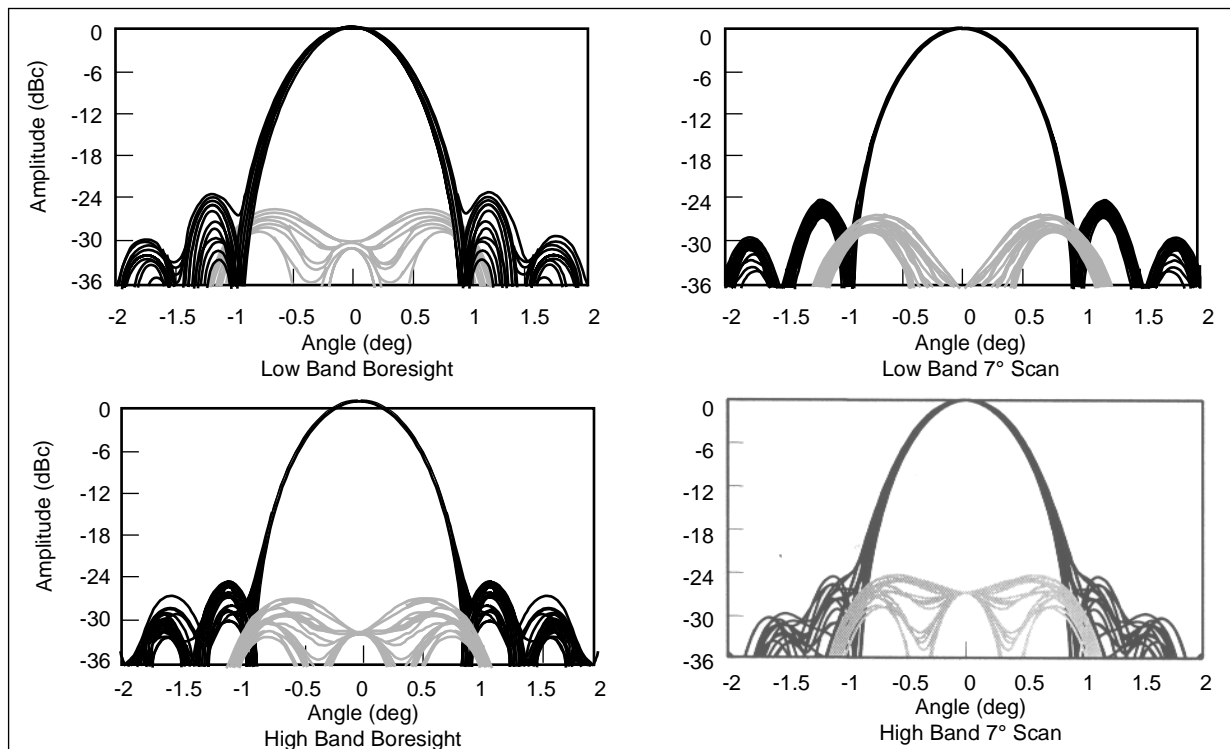 Amplitude (dBc)
0
-6
-12
-18
-24
-30
-36
-2 -1.5 -1 -0.5 0 0.5 1 1.5 2
Angle (deg)
Low Band Boresight
0
-6
-12
-18
-24
-30
-36
-2 -1.5 -1 -0.5 0 0.5 1 1.5 2
Angle (deg)
Low Band 7° Scan
Amplitude (dBc)
0
-6
-12
-18
-24
-30
-36
-2 -1.5 -1 -0.5 0 0.5 1 1.5 2
Angle (deg)
High Band Boresight
0
-6
-12
-18
-24
-30
-36
-2 -1.5 -1 -0.5 0 0.5 1 1.5 2
Angle (deg)
High Band 7° Scan